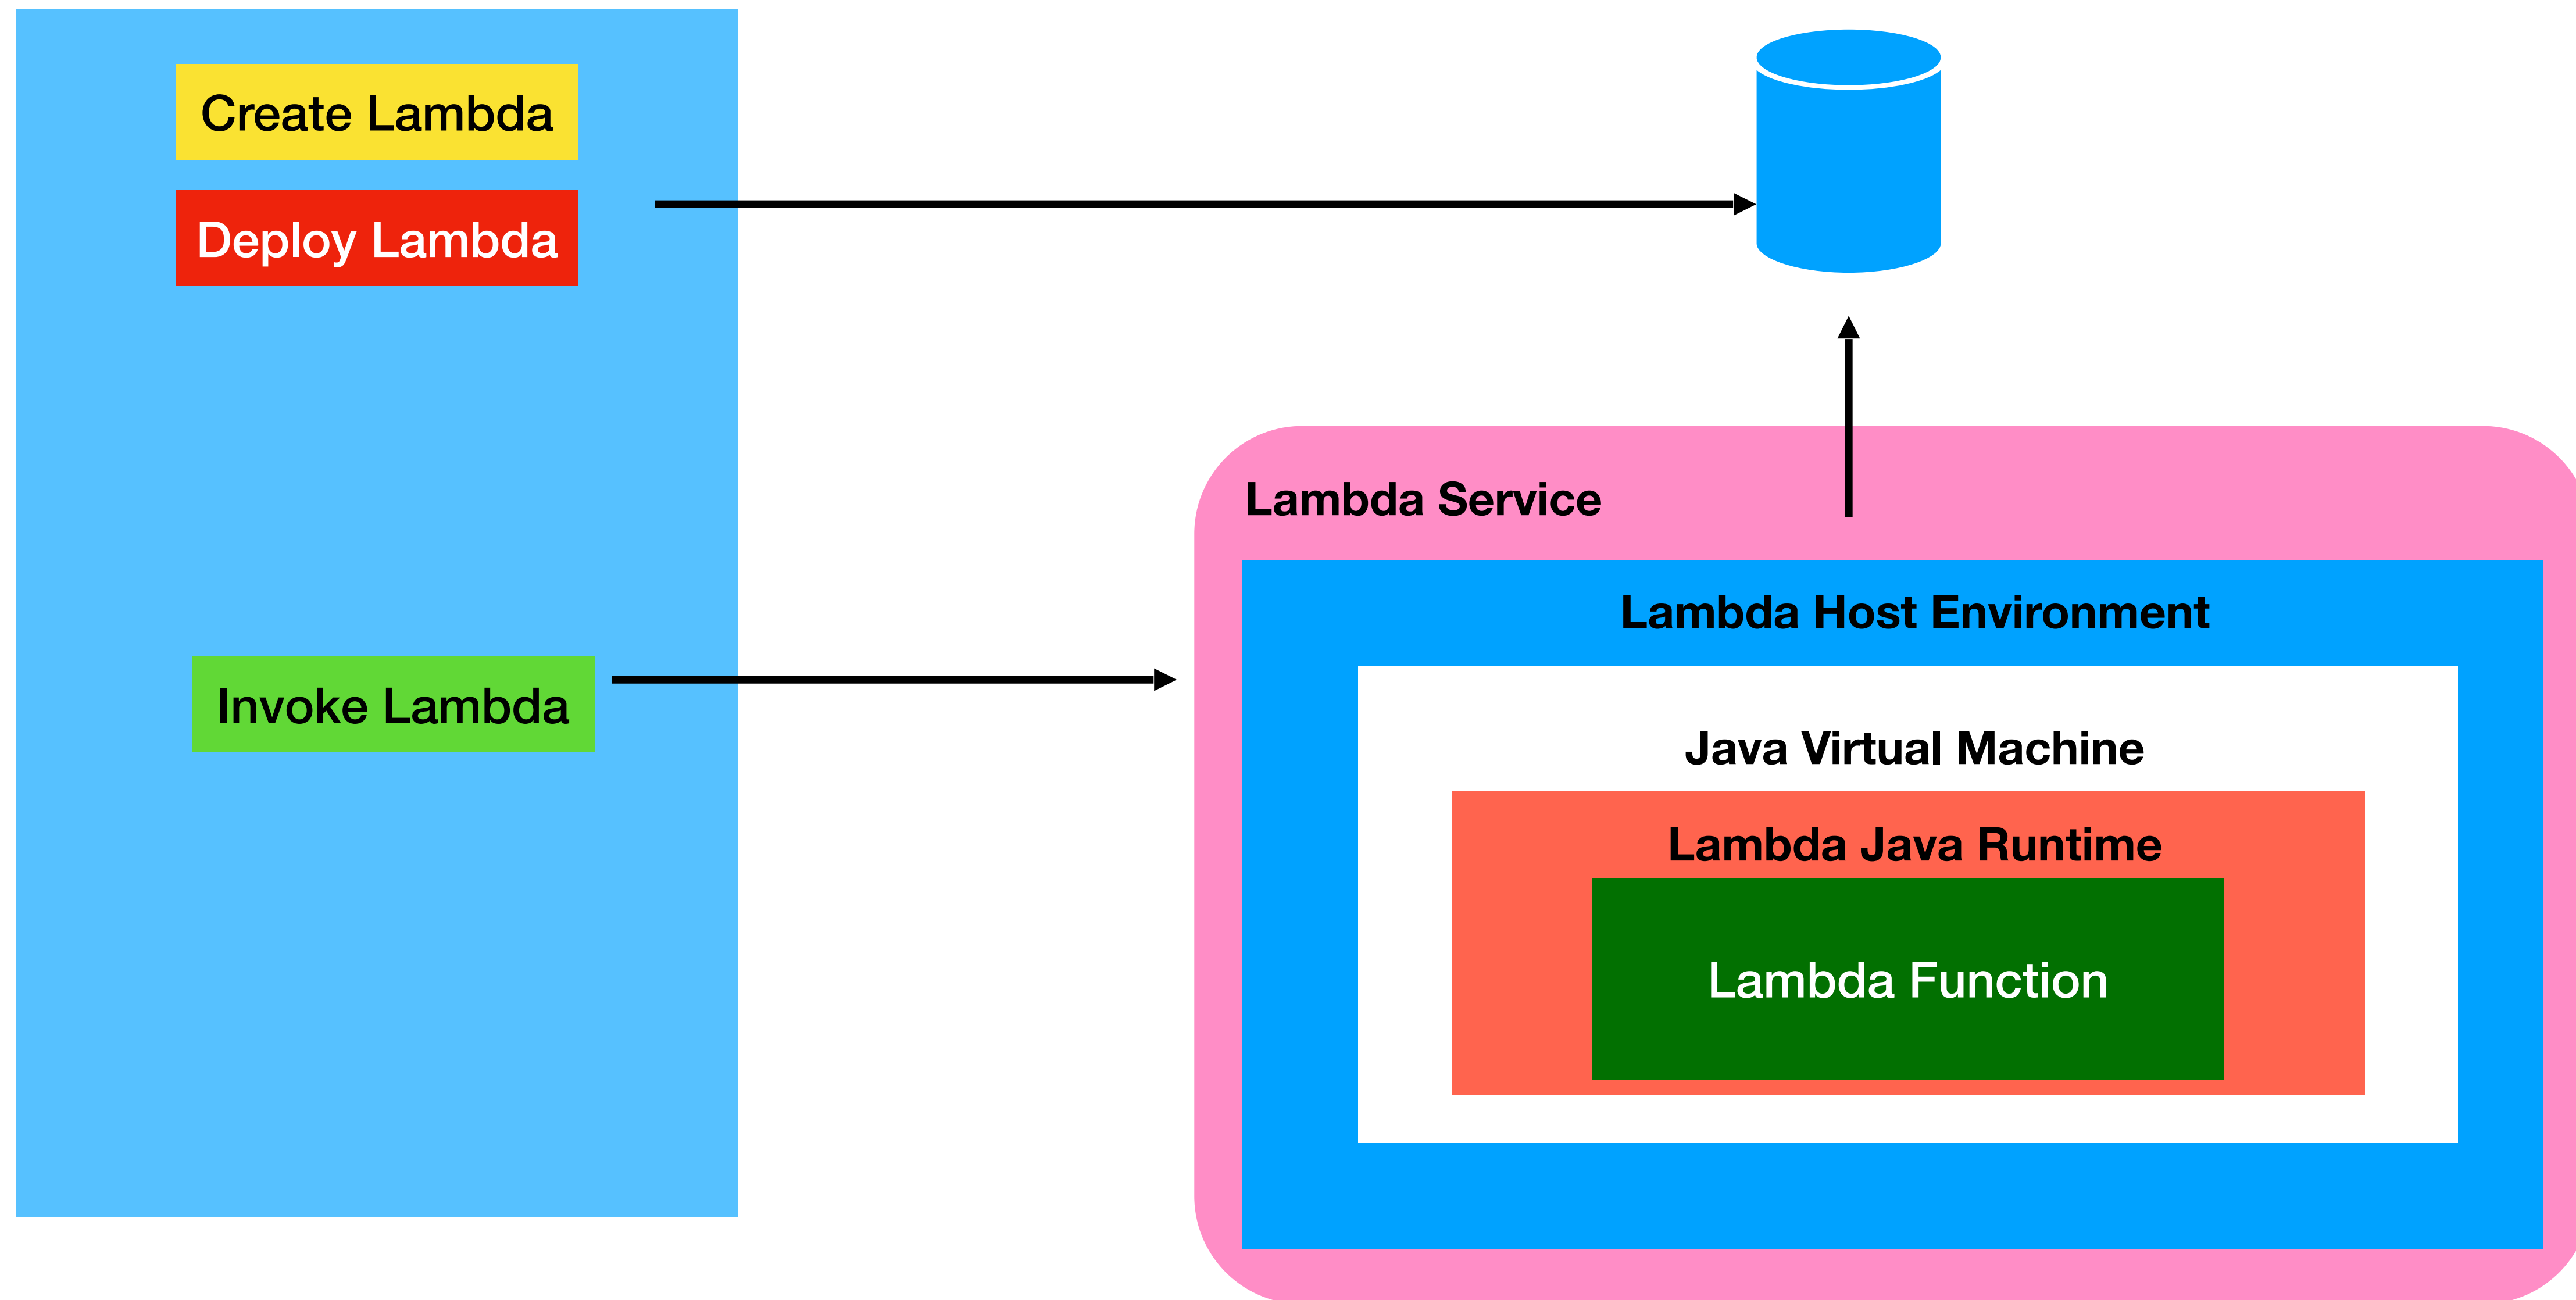 Create Lambda
Deploy Lambda
Invoke Lambda
Lambda Service
Lambda Host Environment
Java Virtual Machine
Lambda Java Runtime
Lambda Function